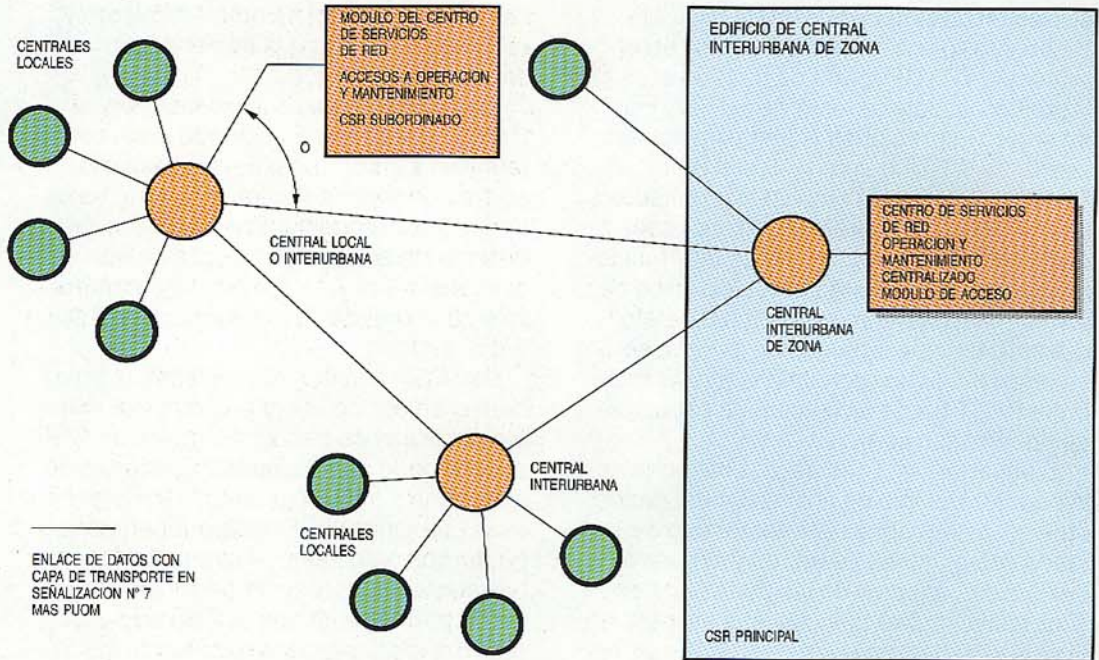 CENTRALES
LOCALES
MODULO DEL CENTRO
DE SERVICIOS
DE RED
ACCESOS A OPERACION
Y MANTENIMIENTO
CSR SUBORDINADO
O
CENTRAL LOCAL
O INTERURBANA
EDIFICIO DE CENTRAL
INTERURBANA DE ZONA
CENTRO DE SERVICIOS
DE RED
OPERACION Y
MANTENIMIENTO
CENTRALIZADO
MODULO DE ACCESO
CENTRAL
INTERURBANA
DE ZONA
CENTRAL
INTERURBANA
CENTRALES
LOCALES
ENLACE DE DATOS CON
CAPA DE TRANSPORTE EN
SEÑALIZACION N° 7
MAS PUOM
CSR PRINCIPAL